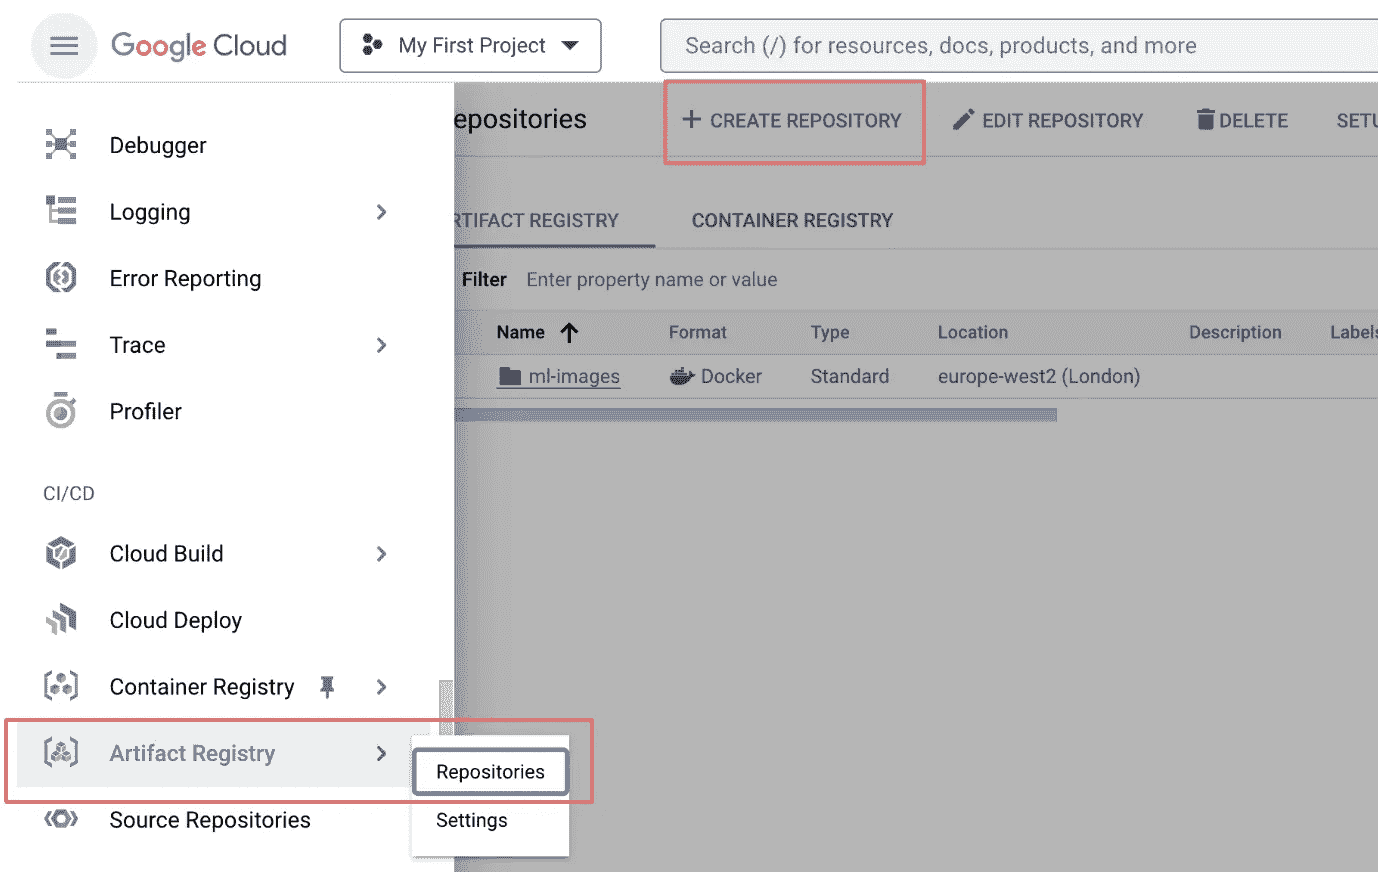 Google Cloud
My First Project
Search (/) for resources, docs, products, and more
epositories
CREATE REPOSITORY
EDIT REPOSITORY
DELETE
SETU
Debugger
Logging
Error Reporting
Trace
Profiler
CI/CD
Cloud Build
Cloud Deploy
Container Registry
Artifact Registry
Source Repositories
Repositories
Settings
RTIFACT REGISTRY
CONTAINER REGISTRY
Filter Enter property name or value
Name Format Type Location Description Labels
ml-images Docker Standard europe-west2 (London)